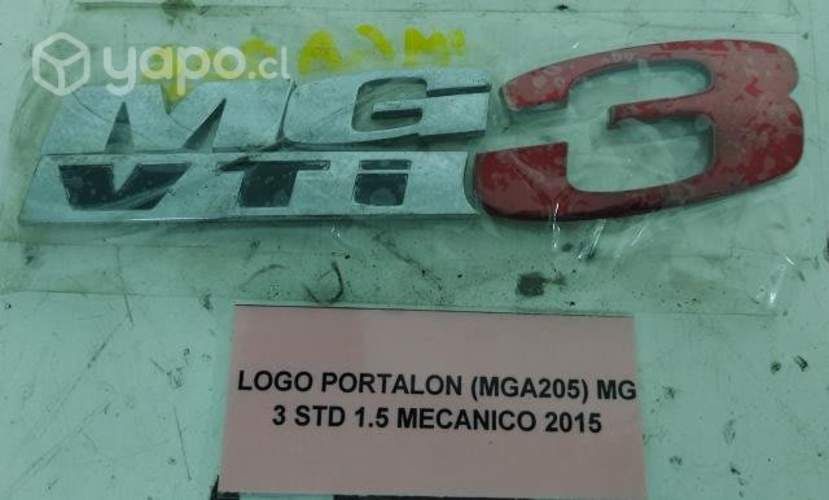 yapo.cl
MG 3
VTi
LOGO PORTALON (MGA205) MG
3 STD 1.5 MECANICO 2015